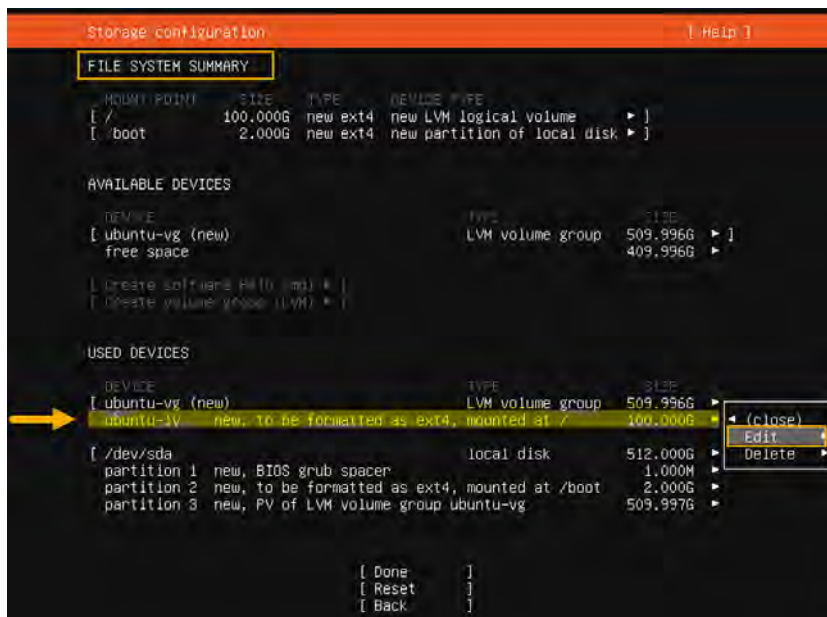 Storage configuration [ Help ]
FILE SYSTEM SUMMARY
MOUNT POINT SIZE TYPE DEVICE TYPE
[ / 100.000G new ext4 new LVM logical volume ▸ ]
[ /boot 2.000G new ext4 new partition of local disk ▸ ]
AVAILABLE DEVICES
DEVICE TYPE SIZE
[ ubuntu-vg (new) LVM volume group 509.996G ▸ ]
free space 409.996G ▸
[ Create software RAID (md) ▸ ]
[ Create volume group (LVM) ▸ ]
USED DEVICES
DEVICE TYPE SIZE
[ ubuntu-vg (new) LVM volume group 509.996G ▸
ubuntu-lv new, to be formatted as ext4, mounted at / 100.000G ▸ ◂ (close)
Edit ▸
[ /dev/sda local disk 512.000G ▸ Delete ▸
partition 1 new, BIOS grub spacer 1.000M ▸
partition 2 new, to be formatted as ext4, mounted at /boot 2.000G ▸
partition 3 new, PV of LVM volume group ubuntu-vg 509.997G ▸
[ Done ]
[ Reset ]
[ Back ]